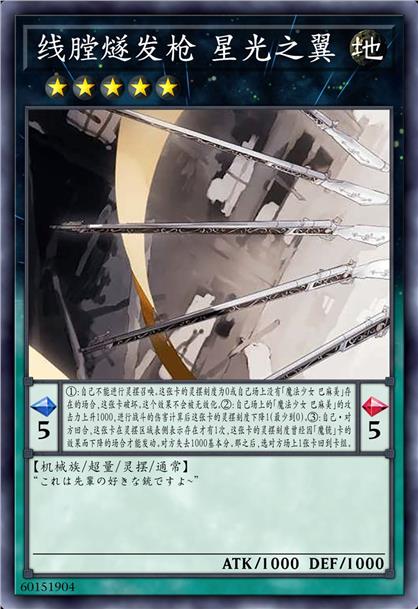 线膛燧发枪 星光之翼 地
①:自己不能进行灵摆召唤。这张卡的灵摆刻度为0或自己场上没有「魔法少女 巴麻美」存
在的场合,这张卡破坏。这个效果不会被无效化。②:自己场上的「魔法少女 巴麻美」的攻
击力上升1000,进行战斗的伤害计算后这张卡的灵摆刻度下降1(最少到0)。③:自己·对
方回合,这张卡在灵摆区域表侧表示存在才有1次,这张卡的灵摆刻度曾经因「魔铳」卡的
效果而下降的场合才能发动。对方失去1000基本分。那之后,选对方场上1张卡回到卡组。
5
5
【机械族/超量/灵摆/通常】
“これは先輩の好きな銃ですよ~”
ATK/1000 DEF/1000
60151904